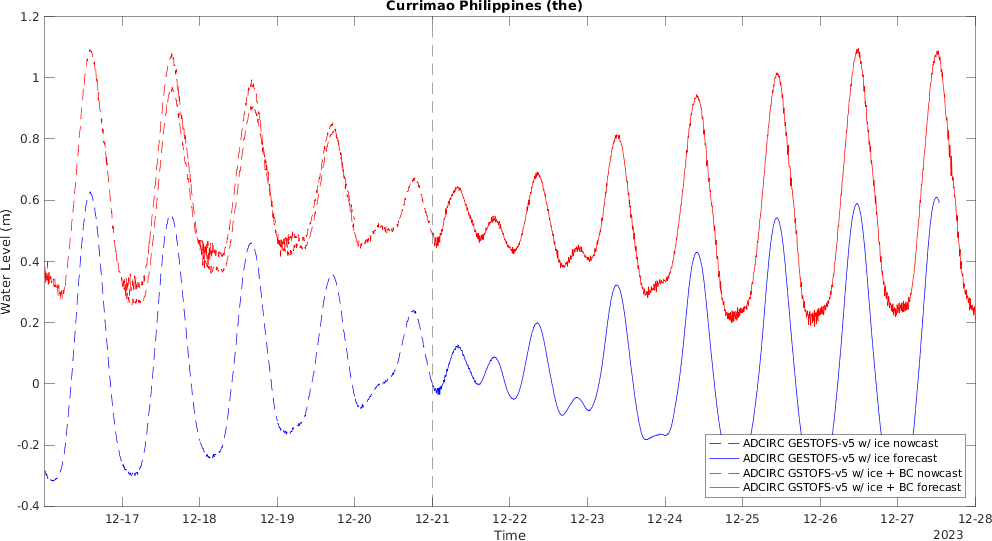 Currimao Philippines (the)
1.2
1
0.8
0.6
0.4
0.2
0
-0.2
-0.4
Water Level (m)
12-17 12-18 12-19 12-20 12-21 12-22 12-23 12-24 12-25 12-26 12-27 12-28
Time
2023
ADCIRC GESTOFS-v5 w/ ice nowcast
ADCIRC GESTOFS-v5 w/ ice forecast
ADCIRC GSTOFS-v5 w/ ice + BC nowcast
ADCIRC GSTOFS-v5 w/ ice + BC forecast